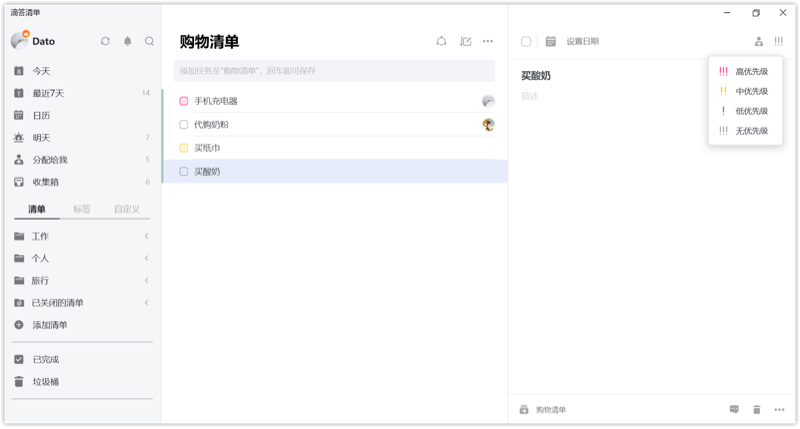 滴答清单
Dato
今天
最近7天 14
日历
明天 7
分配给我 5
收集箱 6
清单 标签 自定义
工作
个人
旅行
已关闭的清单
添加清单
已完成
垃圾桶
购物清单
添加任务至"购物清单"，回车即可保存
手机充电器
代购奶粉
买纸巾
买酸奶
设置日期
买酸奶
描述
!!! 高优先级
!! 中优先级
! 低优先级
!!! 无优先级
购物清单